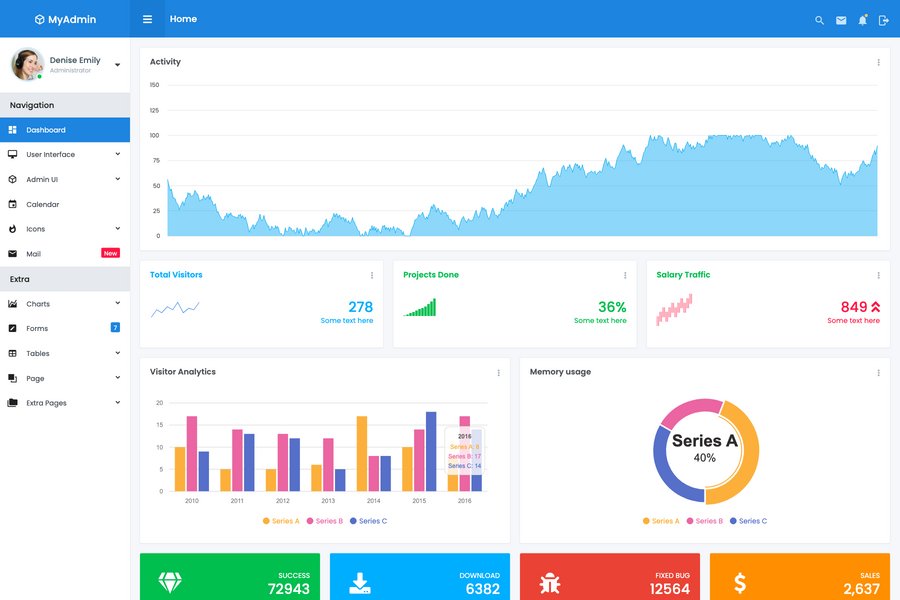 MyAdmin
Home
Denise Emily
Administrator
Navigation
Dashboard
User Interface
Admin UI
Calendar
Icons
Mail New
Extra
Charts
Forms 7
Tables
Page
Extra Pages
Activity
150
125
100
75
50
25
0
Total Visitors
278
Some text here
Projects Done
36%
Some text here
Salary Traffic
849
Some text here
Visitor Analytics
20
15
10
5
0
2016
Series A: 8
Series B: 17
Series C: 14
2010 2011 2012 2013 2014 2015 2016
Series A Series B Series C
Memory usage
Series A
40%
Series A Series B Series C
SUCCESS
72943
DOWNLOAD
6382
FIXED BUG
12564
SALES
2,637